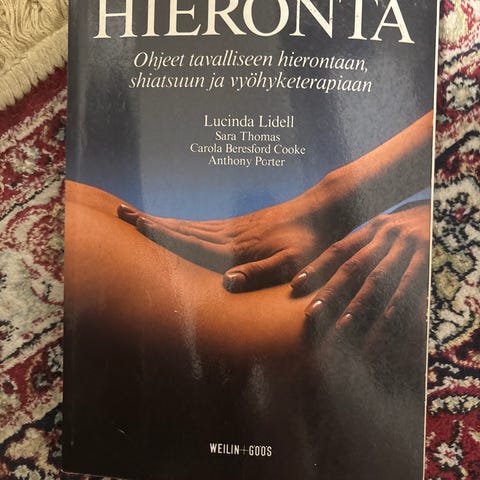 HIERONTA
Ohjeet tavalliseen hierontaan,
shiatsuun ja vyöhyketerapiaan
Lucinda Lidell
Sara Thomas
Carola Beresford Cooke
Anthony Porter
WEILIN+GÖÖS